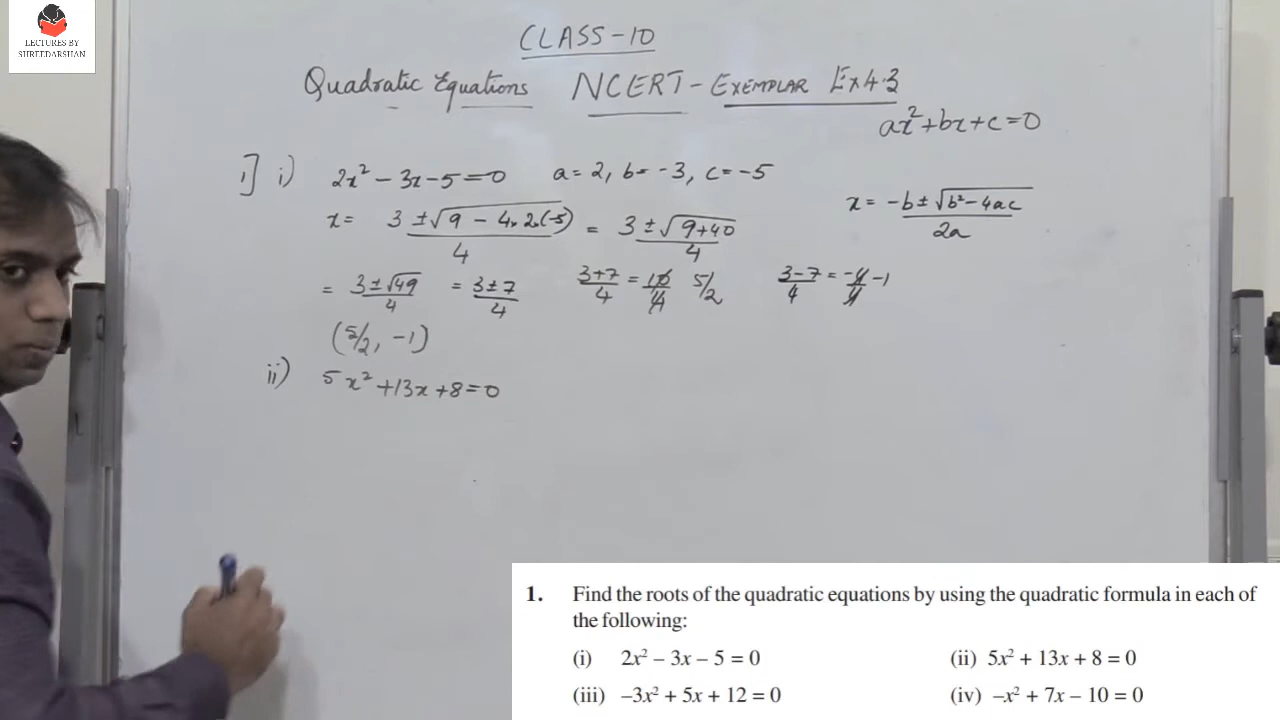 LECTURES BY
SHREEDARSHAN
CLASS-10
Quadratic Equations NCERT - EXEMPLAR Ex 4.3
ax²+bx+c=0
1] i) 2x² - 3x - 5 = 0 a = 2, b = -3, c = -5
x = -b ± √b² - 4ac / 2a
x = 3 ± √9 - 4×2(-5) / 4 = 3 ± √9+40 / 4
= 3 ± √49 / 4 = 3 ± 7 / 4 3+7 / 4 = 10/4 5/2 3-7 / 4 = -4/4 -1
(5/2, -1)
ii) 5x² + 13x + 8 = 0
1. Find the roots of the quadratic equations by using the quadratic formula in each of
the following:
(i) 2x² – 3x – 5 = 0 (ii) 5x² + 13x + 8 = 0
(iii) –3x² + 5x + 12 = 0 (iv) –x² + 7x – 10 = 0